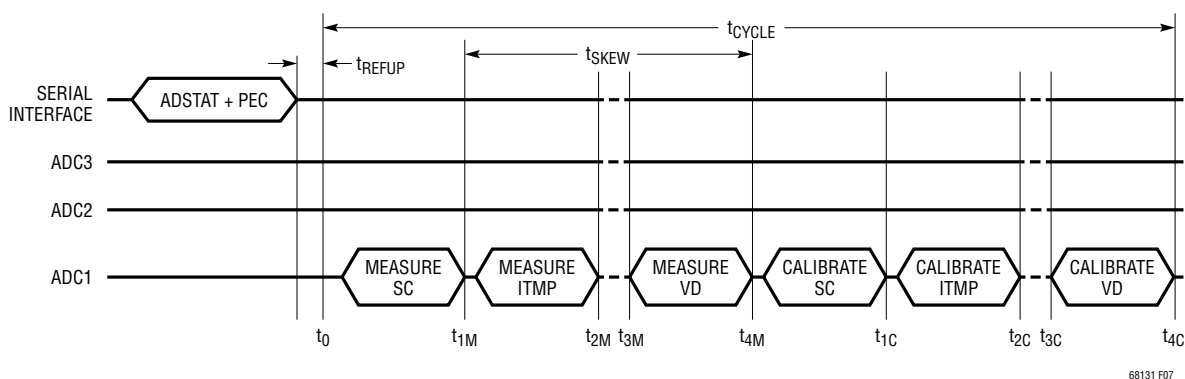 tCYCLE
tSKEW
tREFUP
SERIAL
INTERFACE
ADSTAT + PEC
ADC3
ADC2
ADC1
MEASURE
SC
MEASURE
ITMP
MEASURE
VD
CALIBRATE
SC
CALIBRATE
ITMP
CALIBRATE
VD
t0
t1M
t2M
t3M
t4M
t1C
t2C
t3C
t4C
68131 F07